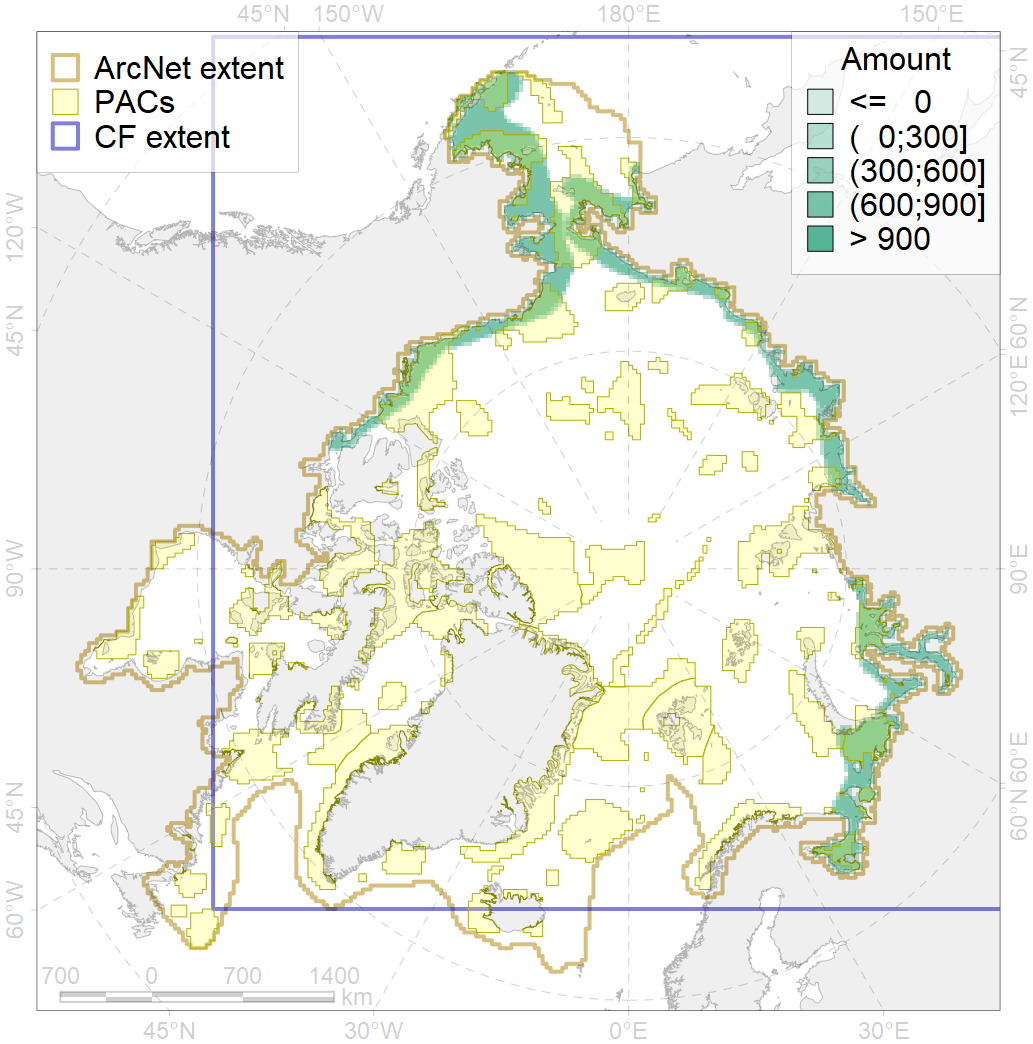 45°N 150°W 180°E 150°E
ArcNet extent
PACs
CF extent
Amount
<= 0
( 0;300]
(300;600]
(600;900]
> 900
45°N
120°W
45°N
90°W
45°N
60°W
60°N
120°E
90°E
60°E
60°N
700 0 700 1400
km
45°N 30°W 0°E 30°E